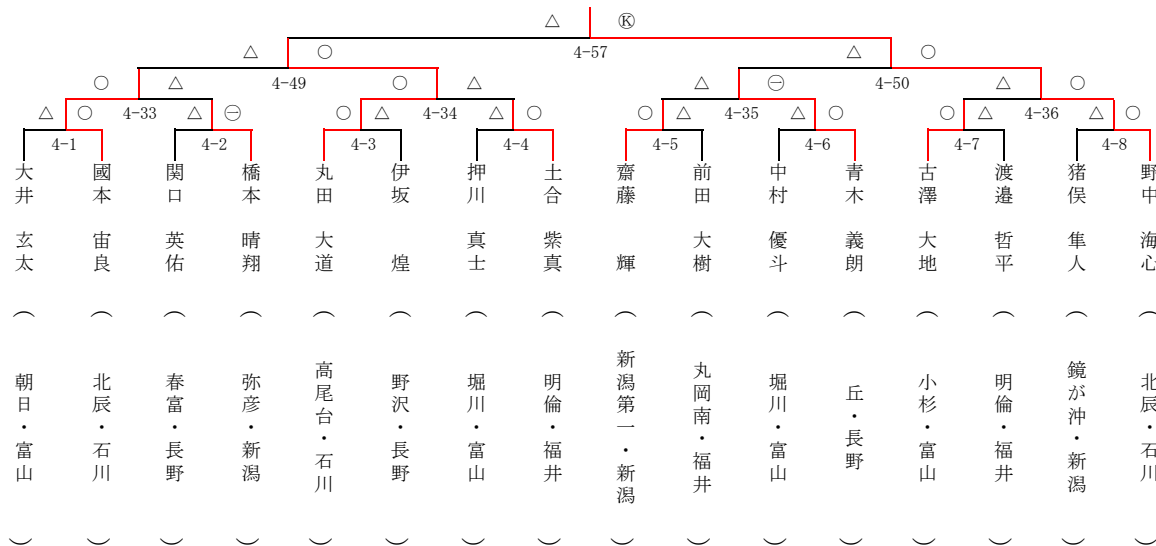 △ Ⓚ
4-57
△ ○ △ ○
4-49 4-50
○ △ ○ △ △ ㊀ △ ○
4-33 4-34 4-35 4-36
△ ○ △ ㊀ ○ △ △ ○ ○ △ △ ○ ○ △ △ ○
4-1 4-2 4-3 4-4 4-5 4-6 4-7 4-8
大井 玄太 (朝日・富山)
國本 宙良 (北辰・石川)
関口 英佑 (春富・長野)
橋本 晴翔 (弥彦・新潟)
丸田 大道 (高尾台・石川)
伊坂 煌 (野沢・長野)
押川 真士 (堀川・富山)
土合 紫真 (明倫・福井)
齋藤 輝 (新潟第一・新潟)
前田 大樹 (丸岡南・福井)
中村 優斗 (堀川・富山)
青木 義朗 (丘・長野)
古澤 大地 (小杉・富山)
渡邉 哲平 (明倫・福井)
猪俣 隼人 (鏡が沖・新潟)
野中 海心 (北辰・石川)